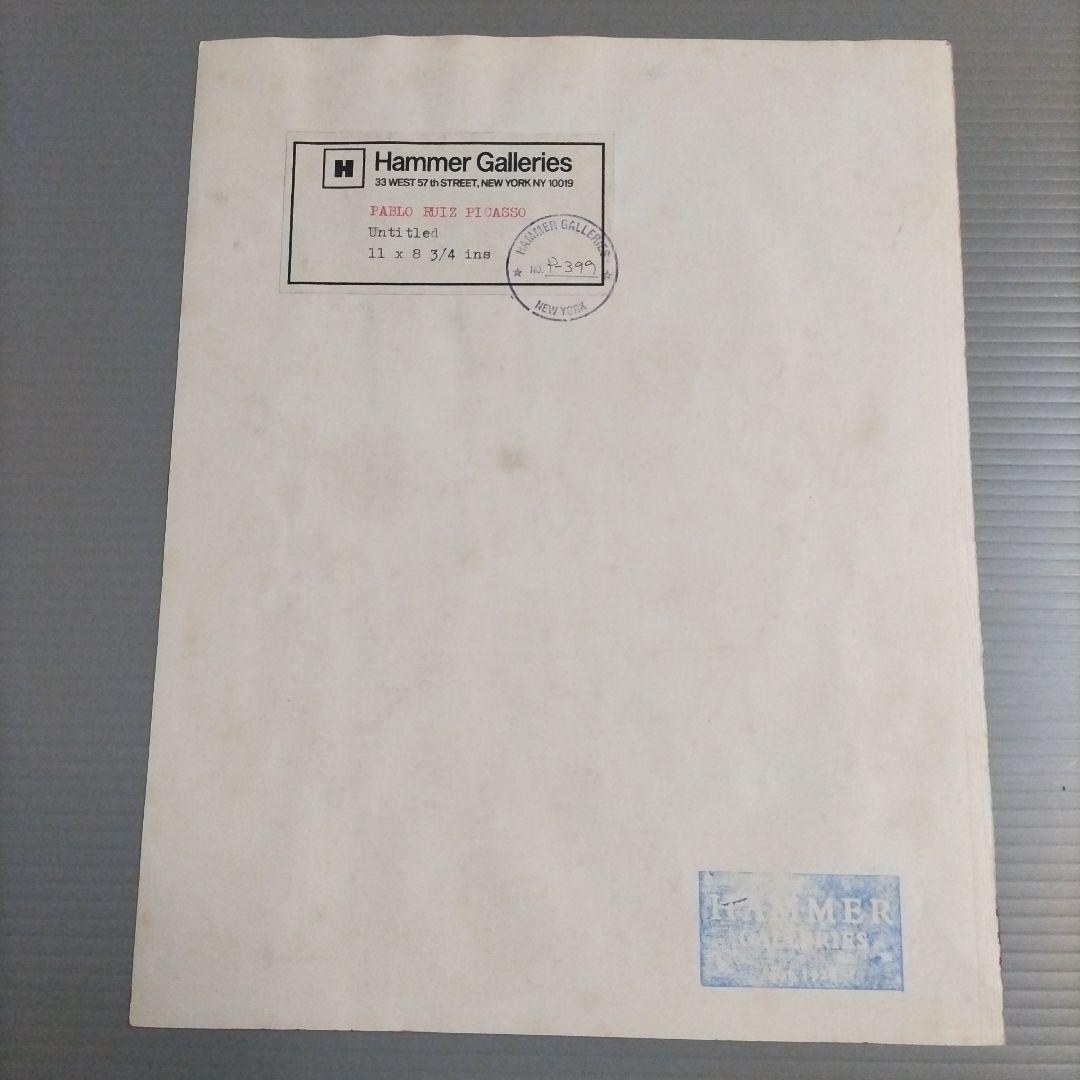 H Hammer Galleries
33 WEST 57 th STREET, NEW YORK NY 10019
PABLO RUIZ PICASSO
Untitled
11 x 8 3/4 ins
HAMMER GALLERIES
NO. P-399
NEW YORK
HAMMER
GALLERIES